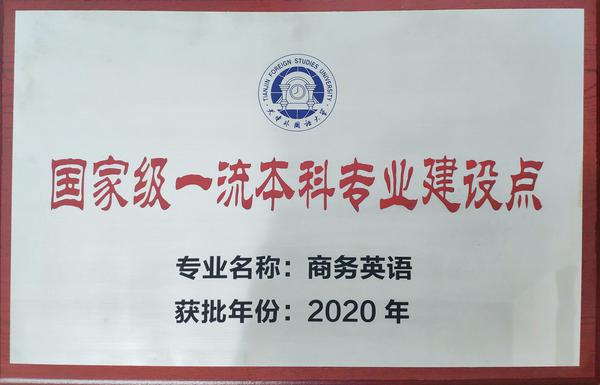 TIANJIN FOREIGN STUDIES UNIVERSITY
天津外国语大学
国家级一流本科专业建设点
专业名称：商务英语
获批年份：2020 年